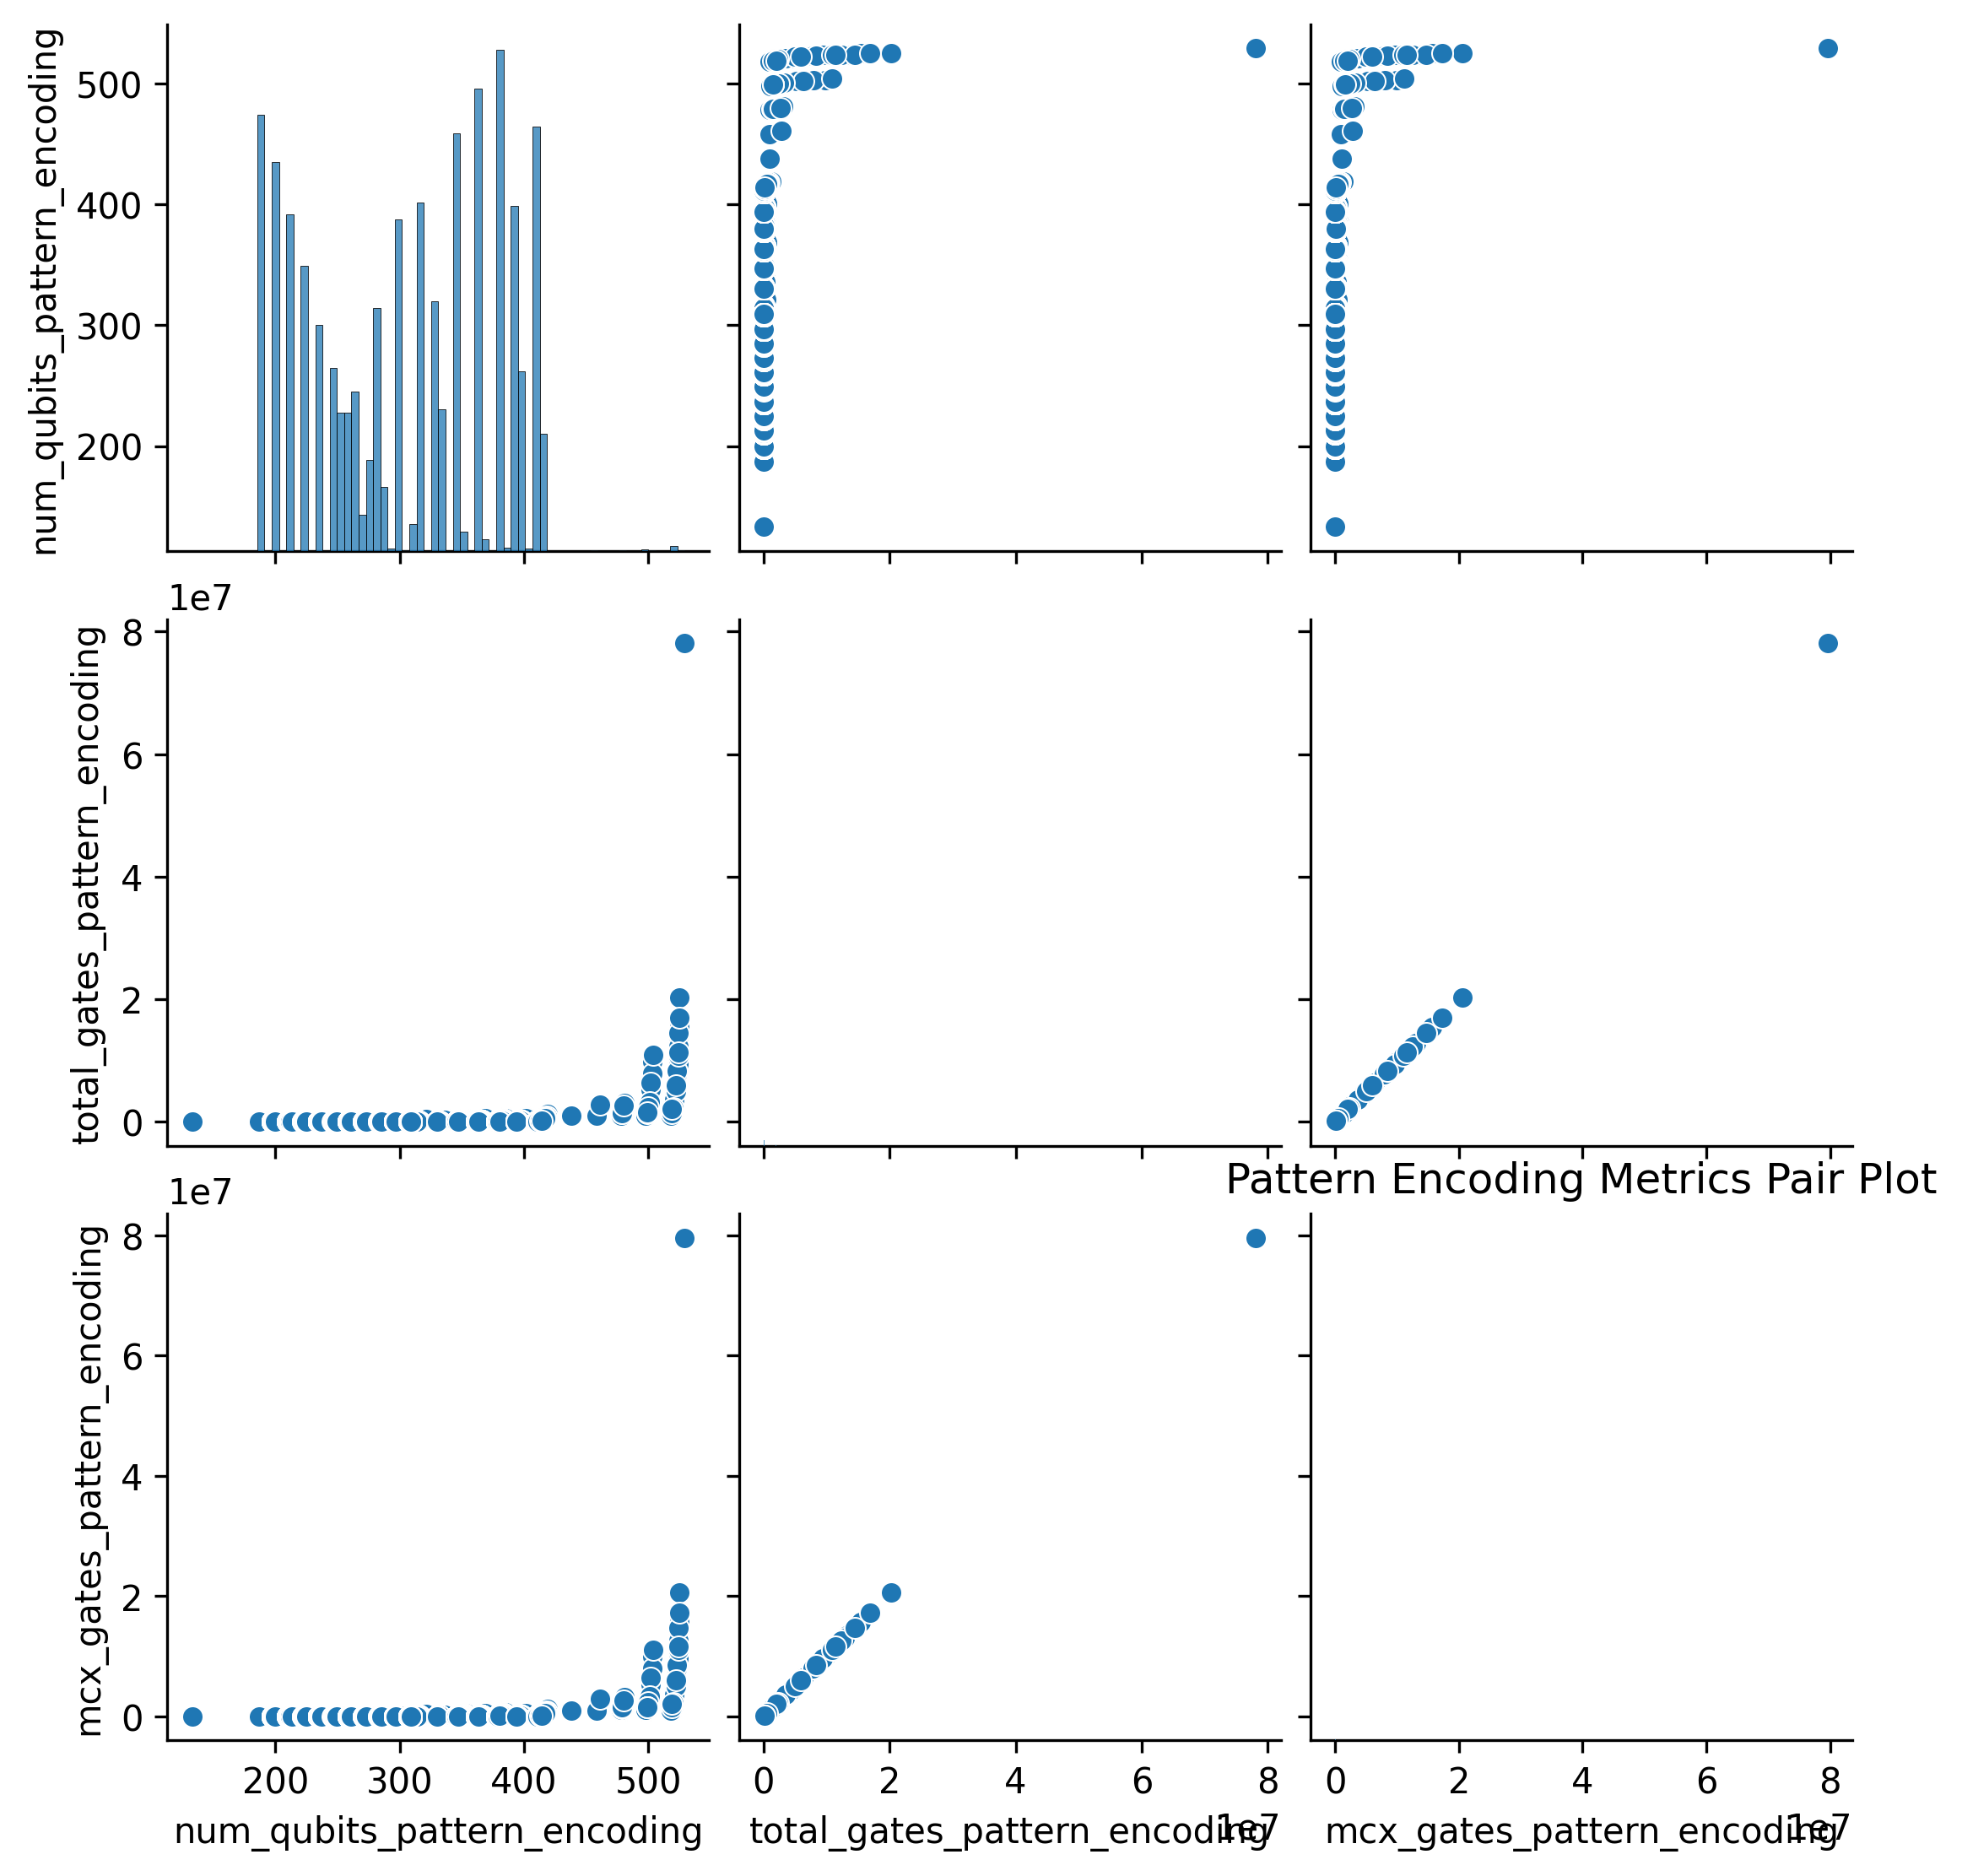 num_qubits_pattern_encoding
500
400
300
200
1e7
total_gates_pattern_encoding
8
6
4
2
0
Pattern Encoding Metrics Pair Plot
1e7
mcx_gates_pattern_encoding
8
6
4
2
0
200 300 400 500
0 2 4 6 8
0 2 4 6 8
num_qubits_pattern_encoding
total_gates_pattern_encoding
1e7
mcx_gates_pattern_encoding
1e7